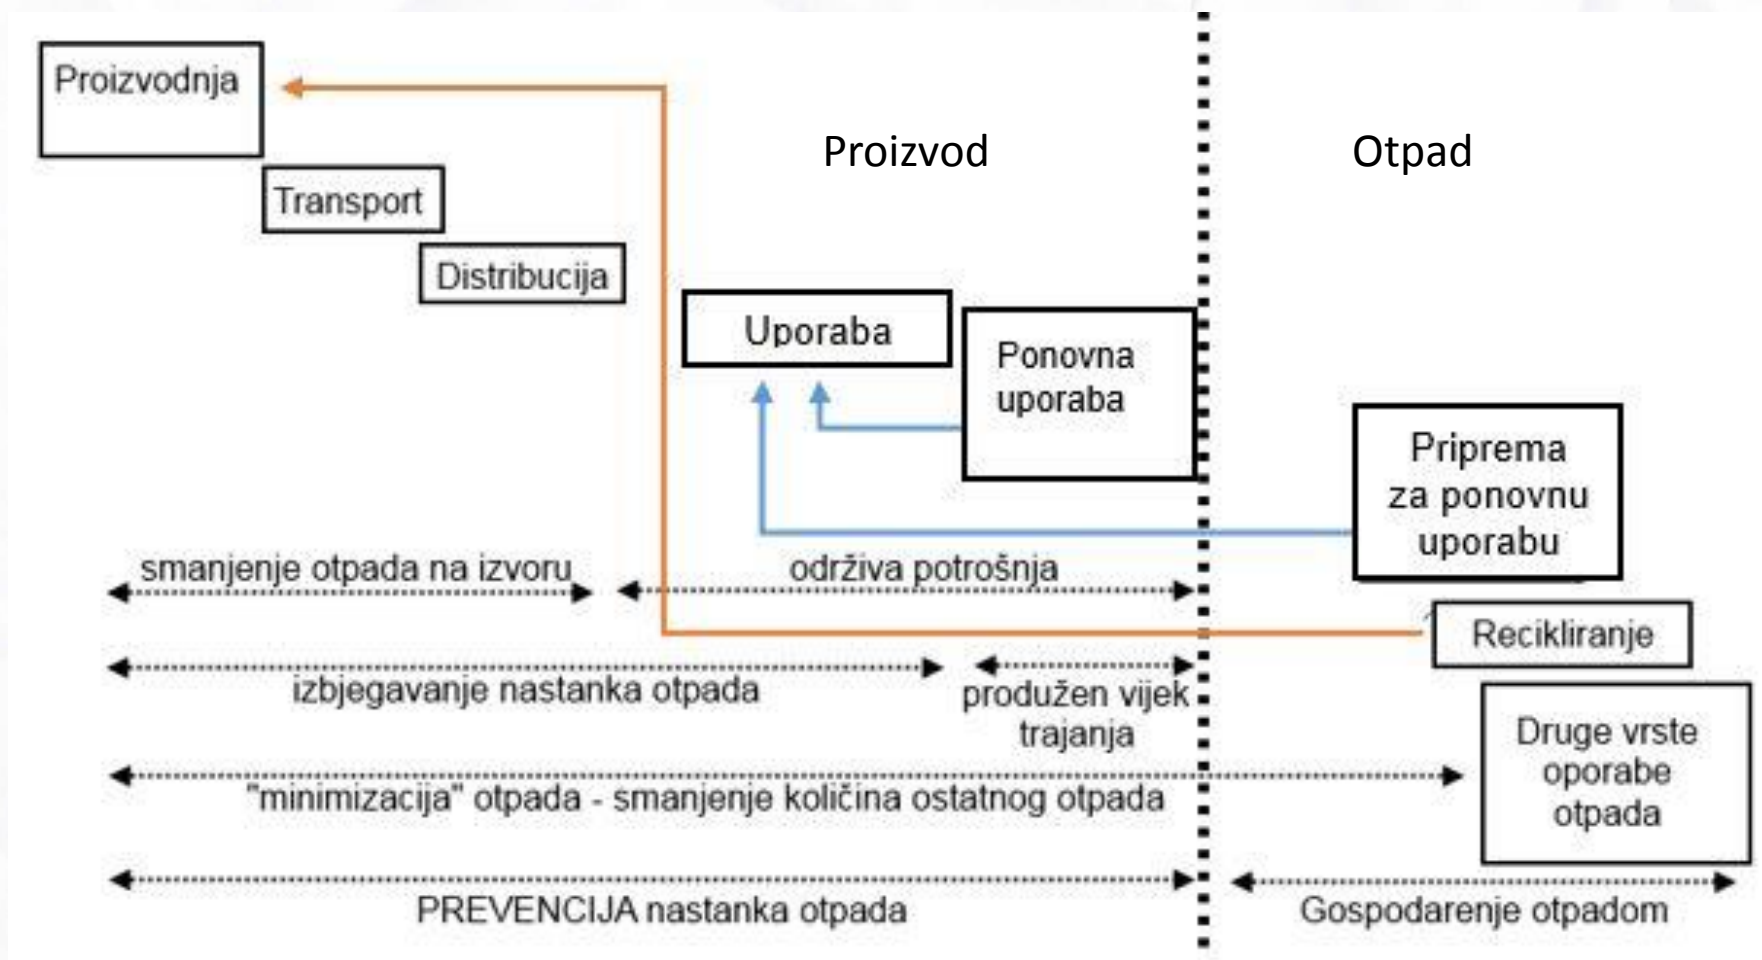 Proizvodnja
Transport
Distribucija
Proizvod
Otpad
Uporaba
Ponovna
uporaba
Priprema
za ponovnu
uporabu
Recikliranje
Druge vrste
oporabe
otpada
smanjenje otpada na izvoru
održiva potrošnja
izbjegavanje nastanka otpada
produžen vijek
trajanja
"minimizacija" otpada - smanjenje količina ostatnog otpada
PREVENCIJA nastanka otpada
Gospodarenje otpadom